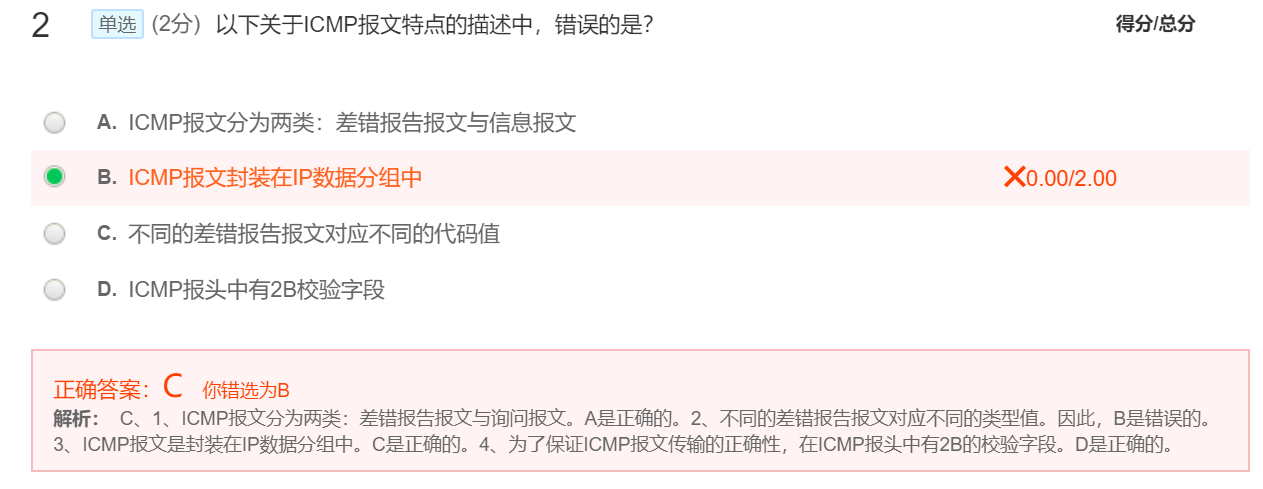 2 单选 (2分) 以下关于ICMP报文特点的描述中，错误的是？ 得分/总分
A. ICMP报文分为两类：差错报告报文与信息报文
B. ICMP报文封装在IP数据分组中 ×0.00/2.00
C. 不同的差错报告报文对应不同的代码值
D. ICMP报头中有2B校验字段
正确答案：C 你错选为B
解析： C、1、ICMP报文分为两类：差错报告报文与询问报文。A是正确的。2、不同的差错报告报文对应不同的类型值。因此，B是错误的。
3、ICMP报文是封装在IP数据分组中。C是正确的。4、为了保证ICMP报文传输的正确性，在ICMP报头中有2B的校验字段。D是正确的。